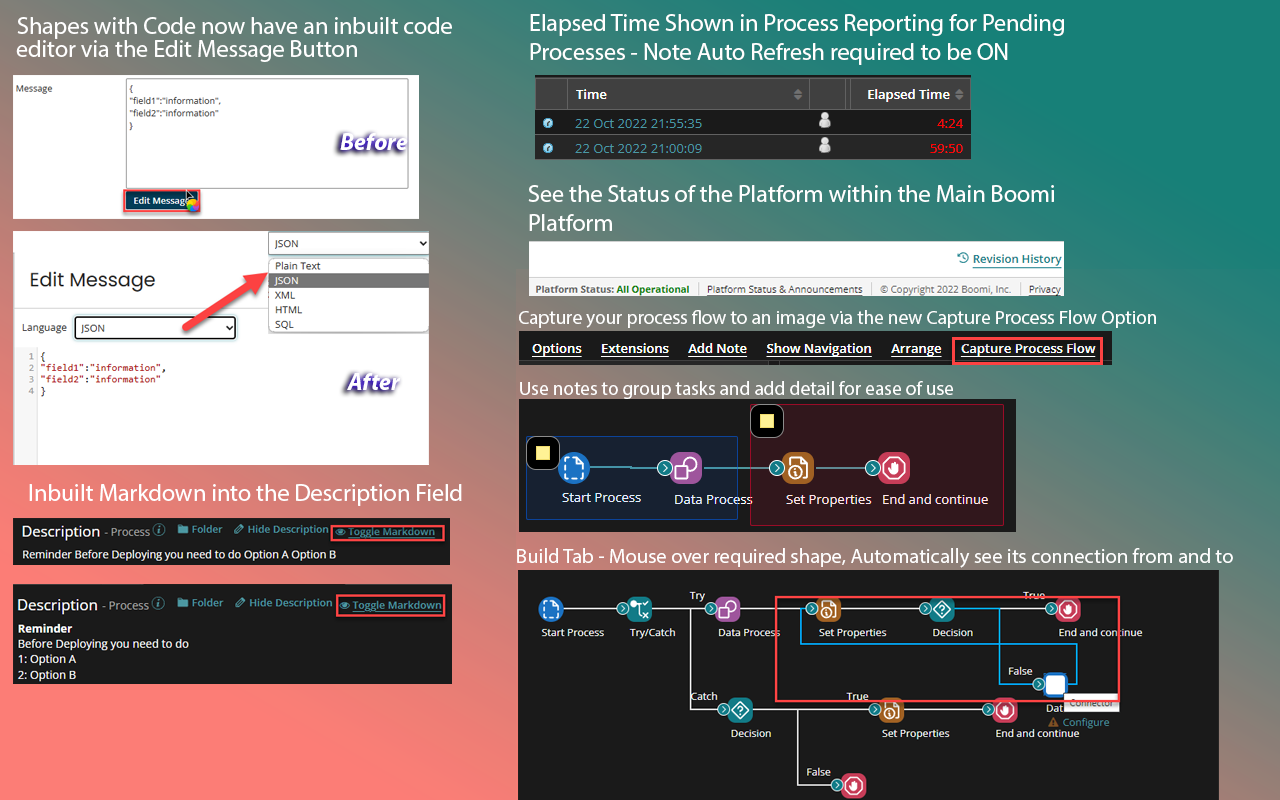 Shapes with Code now have an inbuilt code
editor via the Edit Message Button
Message
{
"field1":"information",
"field2":"information"
}
Before
Edit Message
JSON
Plain Text
JSON
XML
HTML
SQL
Edit Message
Language JSON
1 {
2 "field1":"information",
3 "field2":"information"
4 }
After
Inbuilt Markdown into the Description Field
Description - Process i Folder Hide Description Toggle Markdown
Reminder Before Deploying you need to do Option A Option B
Description - Process i Folder Hide Description Toggle Markdown
Reminder
Before Deploying you need to do
1: Option A
2: Option B
Elapsed Time Shown in Process Reporting for Pending
Processes - Note Auto Refresh required to be ON
Time Elapsed Time
22 Oct 2022 21:55:35 4:24
22 Oct 2022 21:00:09 59:50
See the Status of the Platform within the Main Boomi
Platform
Revision History
Platform Status: All Operational Platform Status & Announcements © Copyright 2022 Boomi, Inc. Privacy
Capture your process flow to an image via the new Capture Process Flow Option
Options Extensions Add Note Show Navigation Arrange Capture Process Flow
Use notes to group tasks and add detail for ease of use
Start Process Data Process Set Properties End and continue
Build Tab - Mouse over required shape, Automatically see its connection from and to
Try True
Start Process Try/Catch Data Process Set Properties Decision End and continue
False
Catch True Dat Connector
Configure
Decision Set Properties End and continue
False